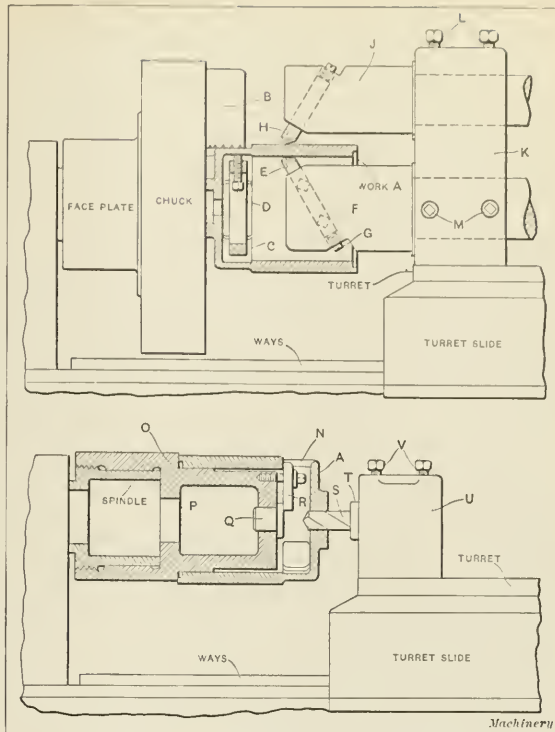 L
J
B
H
K
E
WORK A
FACE PLATE
CHUCK
D
F
M
C
G
TURRET
WAYS
TURRET SLIDE
O
N
A
V
SPINDLE
T
S
P
Q
R
U
TURRET
WAYS
TURRET SLIDE
Machinery